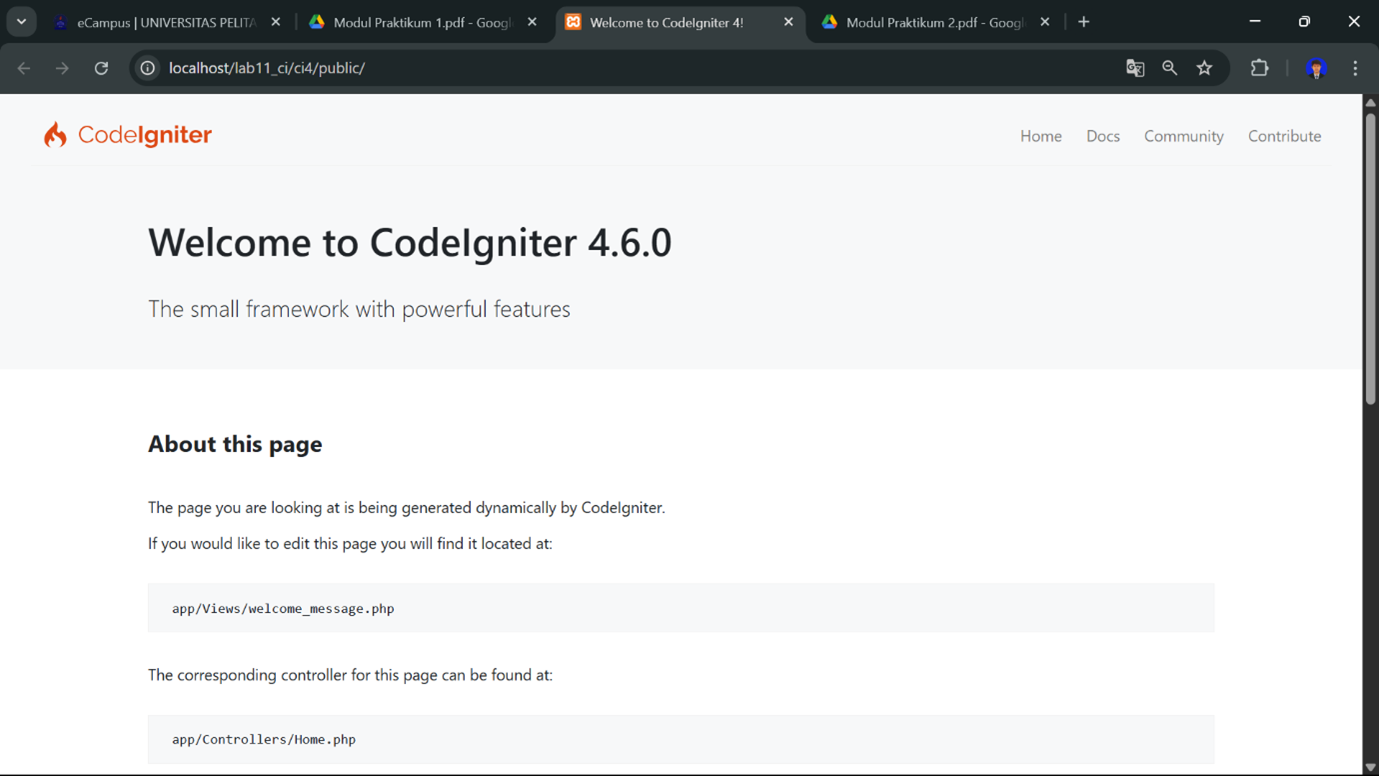 eCampus | UNIVERSITAS PELITA
Modul Praktikum 1.pdf - Google
Welcome to CodeIgniter 4!
Modul Praktikum 2.pdf - Google
localhost/lab11_ci/ci4/public/
CodeIgniter
Home Docs Community Contribute
Welcome to CodeIgniter 4.6.0
The small framework with powerful features
About this page
The page you are looking at is being generated dynamically by CodeIgniter.
If you would like to edit this page you will find it located at:
app/Views/welcome_message.php
The corresponding controller for this page can be found at:
app/Controllers/Home.php